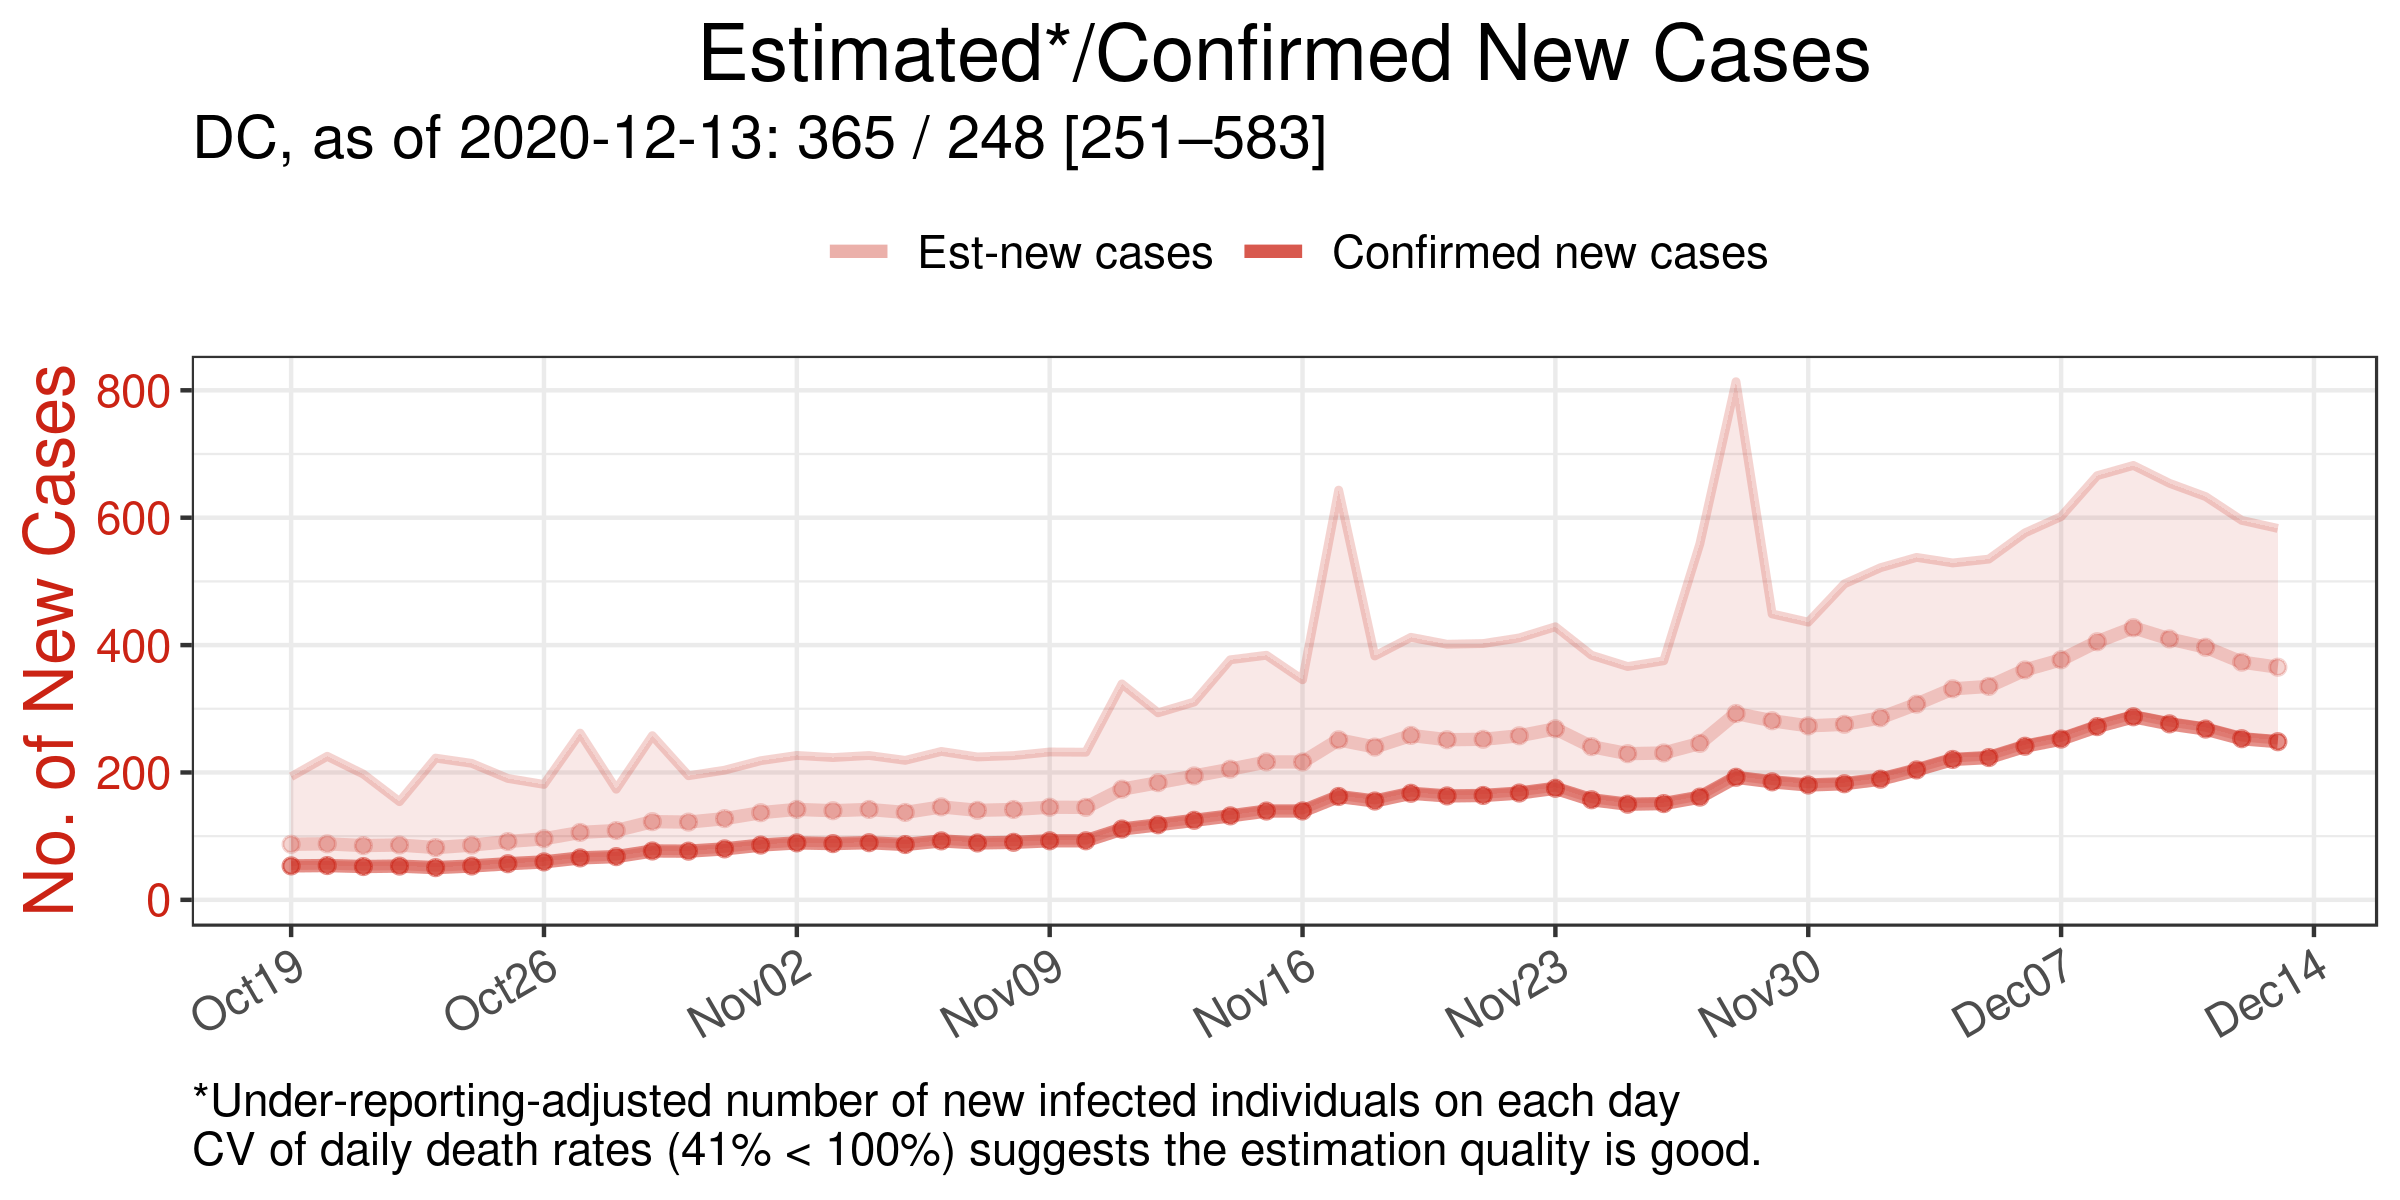 Estimated*/Confirmed New Cases
DC, as of 2020-12-13: 365 / 248 [251–583]
Est-new cases Confirmed new cases
No. of New Cases
800
600
400
200
0
Oct19 Oct26 Nov02 Nov09 Nov16 Nov23 Nov30 Dec07 Dec14
*Under-reporting-adjusted number of new infected individuals on each day
CV of daily death rates (41% < 100%) suggests the estimation quality is good.